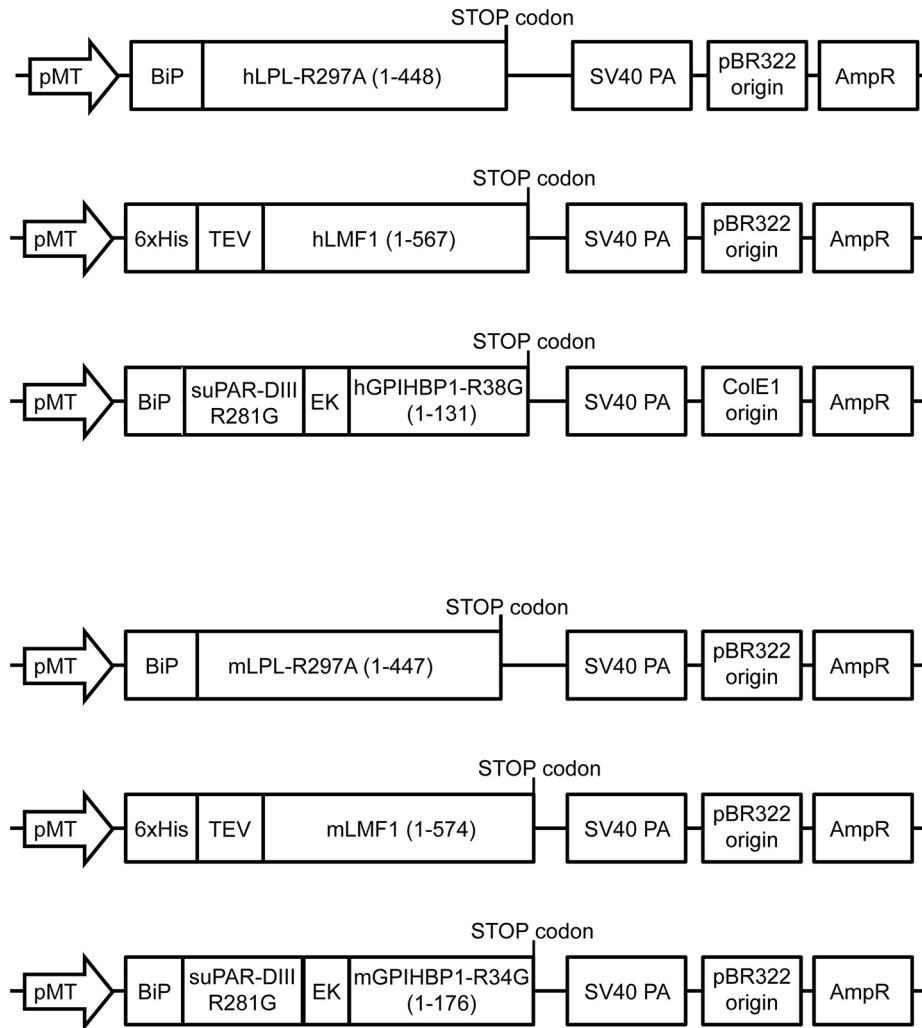 STOP codon
pMT BiP hLPL-R297A (1-448) SV40 PA pBR322 origin AmpR
STOP codon
pMT 6xHis TEV hLMF1 (1-567) SV40 PA pBR322 origin AmpR
STOP codon
pMT BiP suPAR-DIII R281G EK hGPIHBP1-R38G (1-131) SV40 PA ColE1 origin AmpR
STOP codon
pMT BiP mLPL-R297A (1-447) SV40 PA pBR322 origin AmpR
STOP codon
pMT 6xHis TEV mLMF1 (1-574) SV40 PA pBR322 origin AmpR
STOP codon
pMT BiP suPAR-DIII R281G EK mGPIHBP1-R34G (1-176) SV40 PA pBR322 origin AmpR